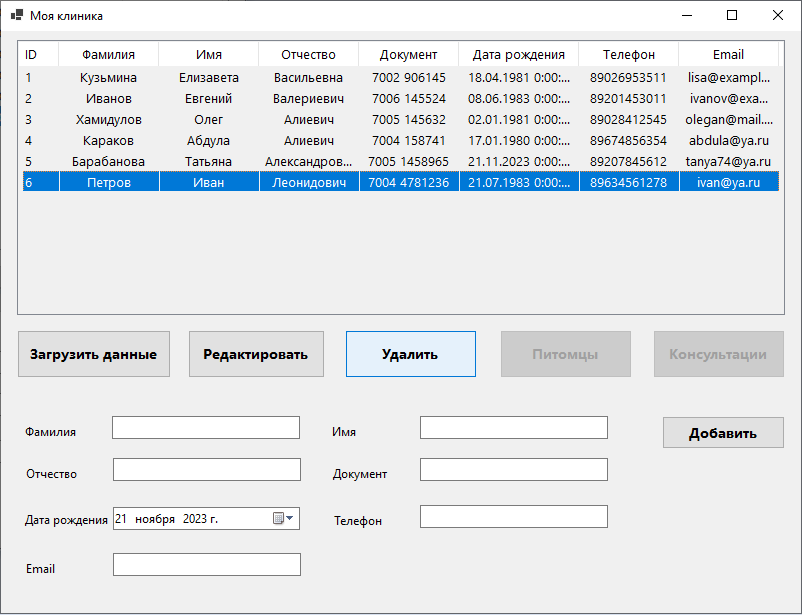 Моя клиника
ID Фамилия Имя Отчество Документ Дата рождения Телефон Email
1 Кузьмина Елизавета Васильевна 7002 906145 18.04.1981 0:00:... 89026953511 lisa@exampl...
2 Иванов Евгений Валериевич 7006 145524 08.06.1983 0:00:... 89201453011 ivanov@exa...
3 Хамидулов Олег Алиевич 7005 145632 02.01.1981 0:00:... 89028412545 olegan@mail....
4 Караков Абдула Алиевич 7004 158741 17.01.1980 0:00:... 89674856354 abdula@ya.ru
5 Барабанова Татьяна Александров... 7005 1458965 21.11.2023 0:00:... 89207845612 tanya74@ya.ru
6 Петров Иван Леонидович 7004 4781236 21.07.1983 0:00:... 89634561278 ivan@ya.ru
Загрузить данные Редактировать Удалить Питомцы Консультации
Фамилия Имя Добавить
Отчество Документ
Дата рождения 21 ноября 2023 г. Телефон
Email